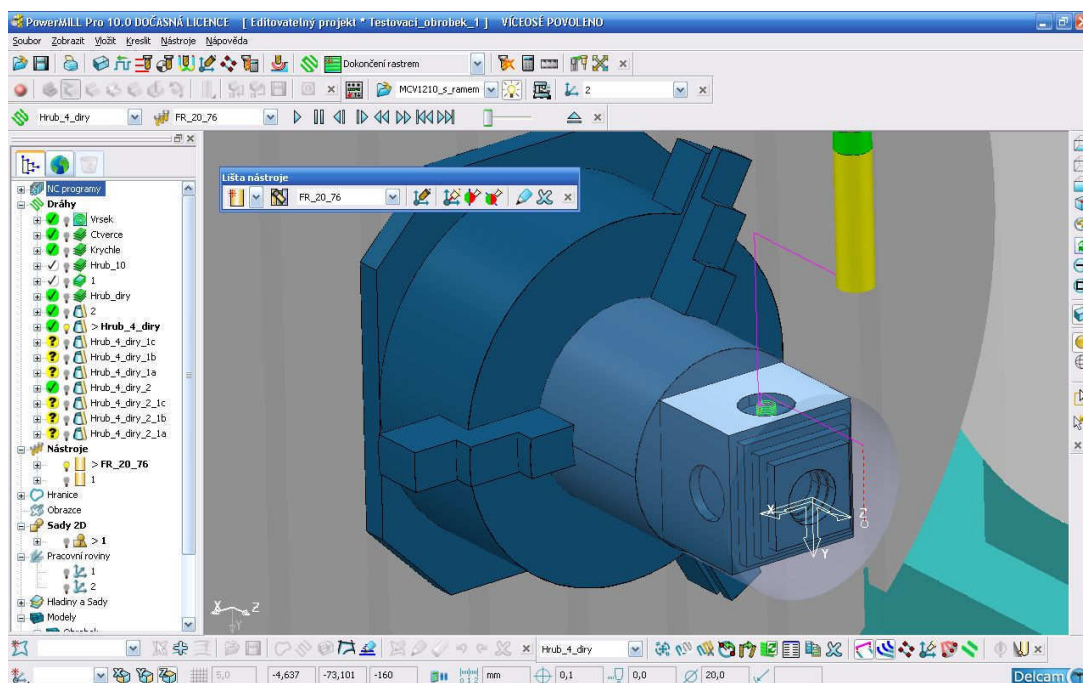 PowerMILL Pro 10.0 DOČASNÁ LICENCE [ Editovatelný projekt * Testovaci_obrobek_1 ] VÍCEOSÉ POVOLENO
Soubor Zobrazit Vložit Kreslit Nástroje Nápověda
Dokončení rastrem
MCV1210_s_ramem 2
Hrub_4_diry FR_20_76
Lišta nástroje
FR_20_76
NC programy
Dráhy
Vrsek
Ctverce
Krychle
Hrub_10
1
Hrub_diry
2
> Hrub_4_diry
Hrub_4_diry_1c
Hrub_4_diry_1b
Hrub_4_diry_1a
Hrub_4_diry_2
Hrub_4_diry_2_1c
Hrub_4_diry_2_1b
Hrub_4_diry_2_1a
Nástroje
> FR_20_76
1
Hranice
Obrazce
Sady 2D
> 1
Pracovní roviny
1
2
Hladiny a Sady
Modely
X Z
Y
X Z
Y
Hrub_4_diry
5,0 -4,637 -73,101 -160 mm 0,1 0,0 20,0
Delcam